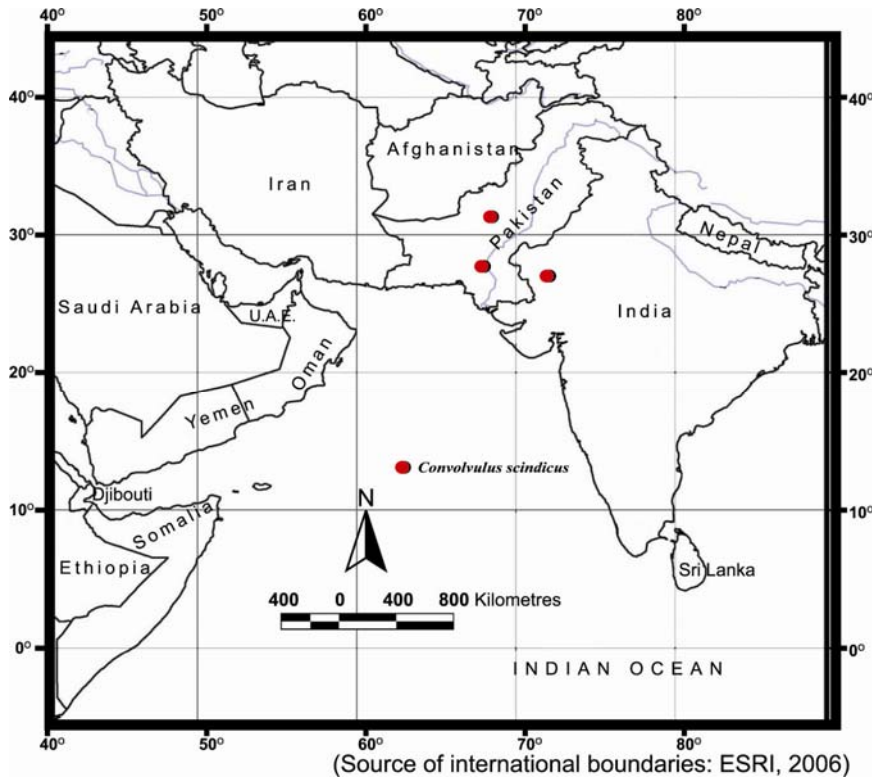 40° 50° 60° 70° 80°
40° 40°
Afghanistan
Iran
Pakistan
30° 30°
Nepal
Saudi Arabia
U.A.E.
India
Oman
20° 20°
Yemen
Convolvulus scindicus
Djibouti
N
10° 10°
Somalia
Ethiopia
Sri Lanka
400 0 400 800 Kilometres
0° 0°
INDIAN OCEAN
40° 50° 60° 70° 80°
(Source of international boundaries: ESRI, 2006)